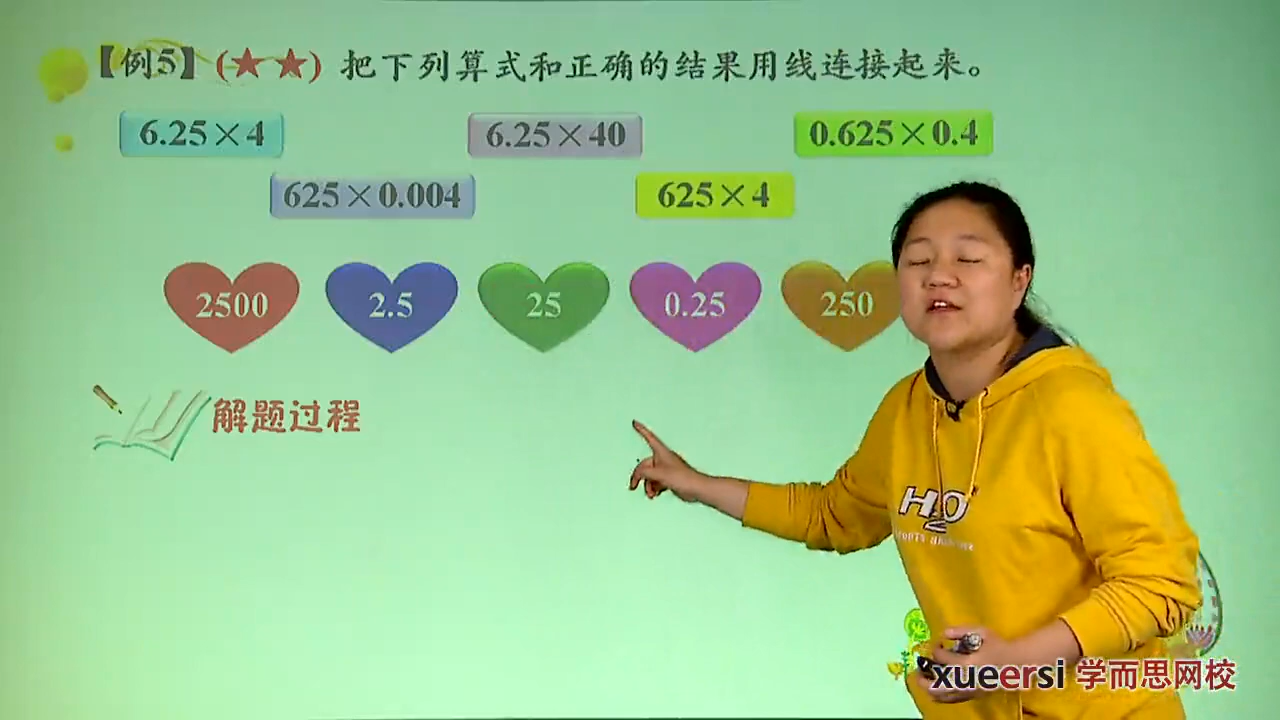 【例5】(★★) 把下列算式和正确的结果用线连接起来。
6.25×4 6.25×40 0.625×0.4
625×0.004 625×4
2500 2.5 25 0.25 250
解题过程
H2O
xueersi 学而思网校